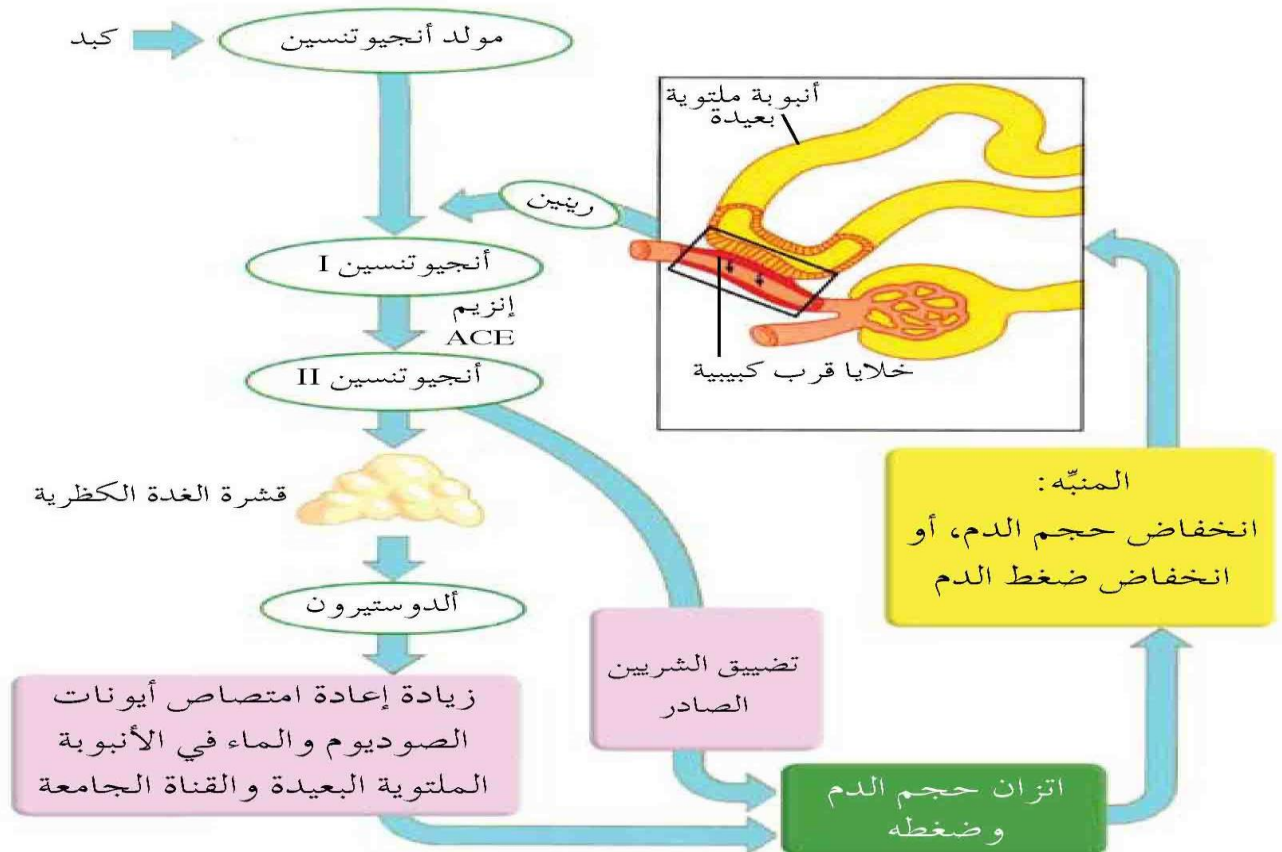 كبد
مولد أنجيوتنسين
أنبوبة ملتوية
بعيدة
رينين
أنجيوتنسين I
إنزيم
ACE
خلايا قرب كبيبية
أنجيوتنسين II
قشرة الغدة الكظرية
المنبِّه:
انخفاض حجم الدم، أو
انخفاض ضغط الدم
ألدوستيرون
تضييق الشريين
الصادر
زيادة إعادة امتصاص أيونات
الصوديوم والماء في الأنبوبة
الملتوية البعيدة والقناة الجامعة
اتزان حجم الدم
وضغطه